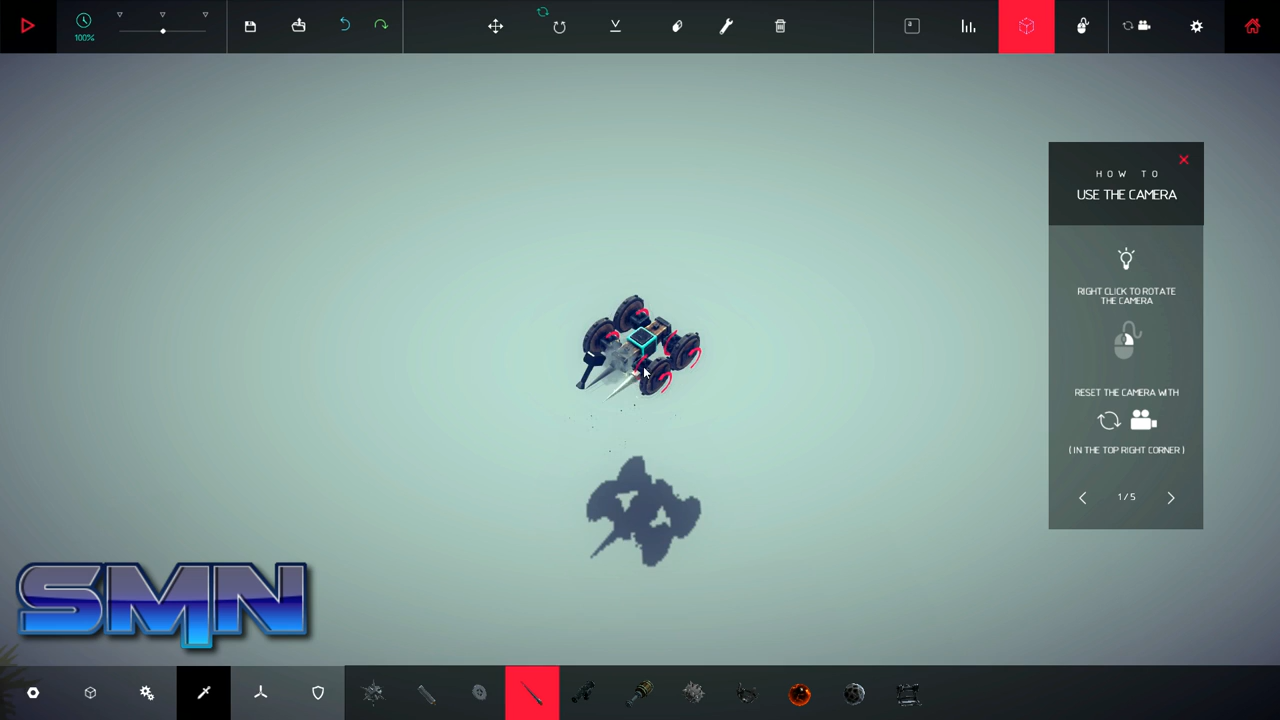 100%
HOW TO
USE THE CAMERA
RIGHT CLICK TO ROTATE
THE CAMERA
RESET THE CAMERA WITH
( IN THE TOP RIGHT CORNER )
1/5
SMN